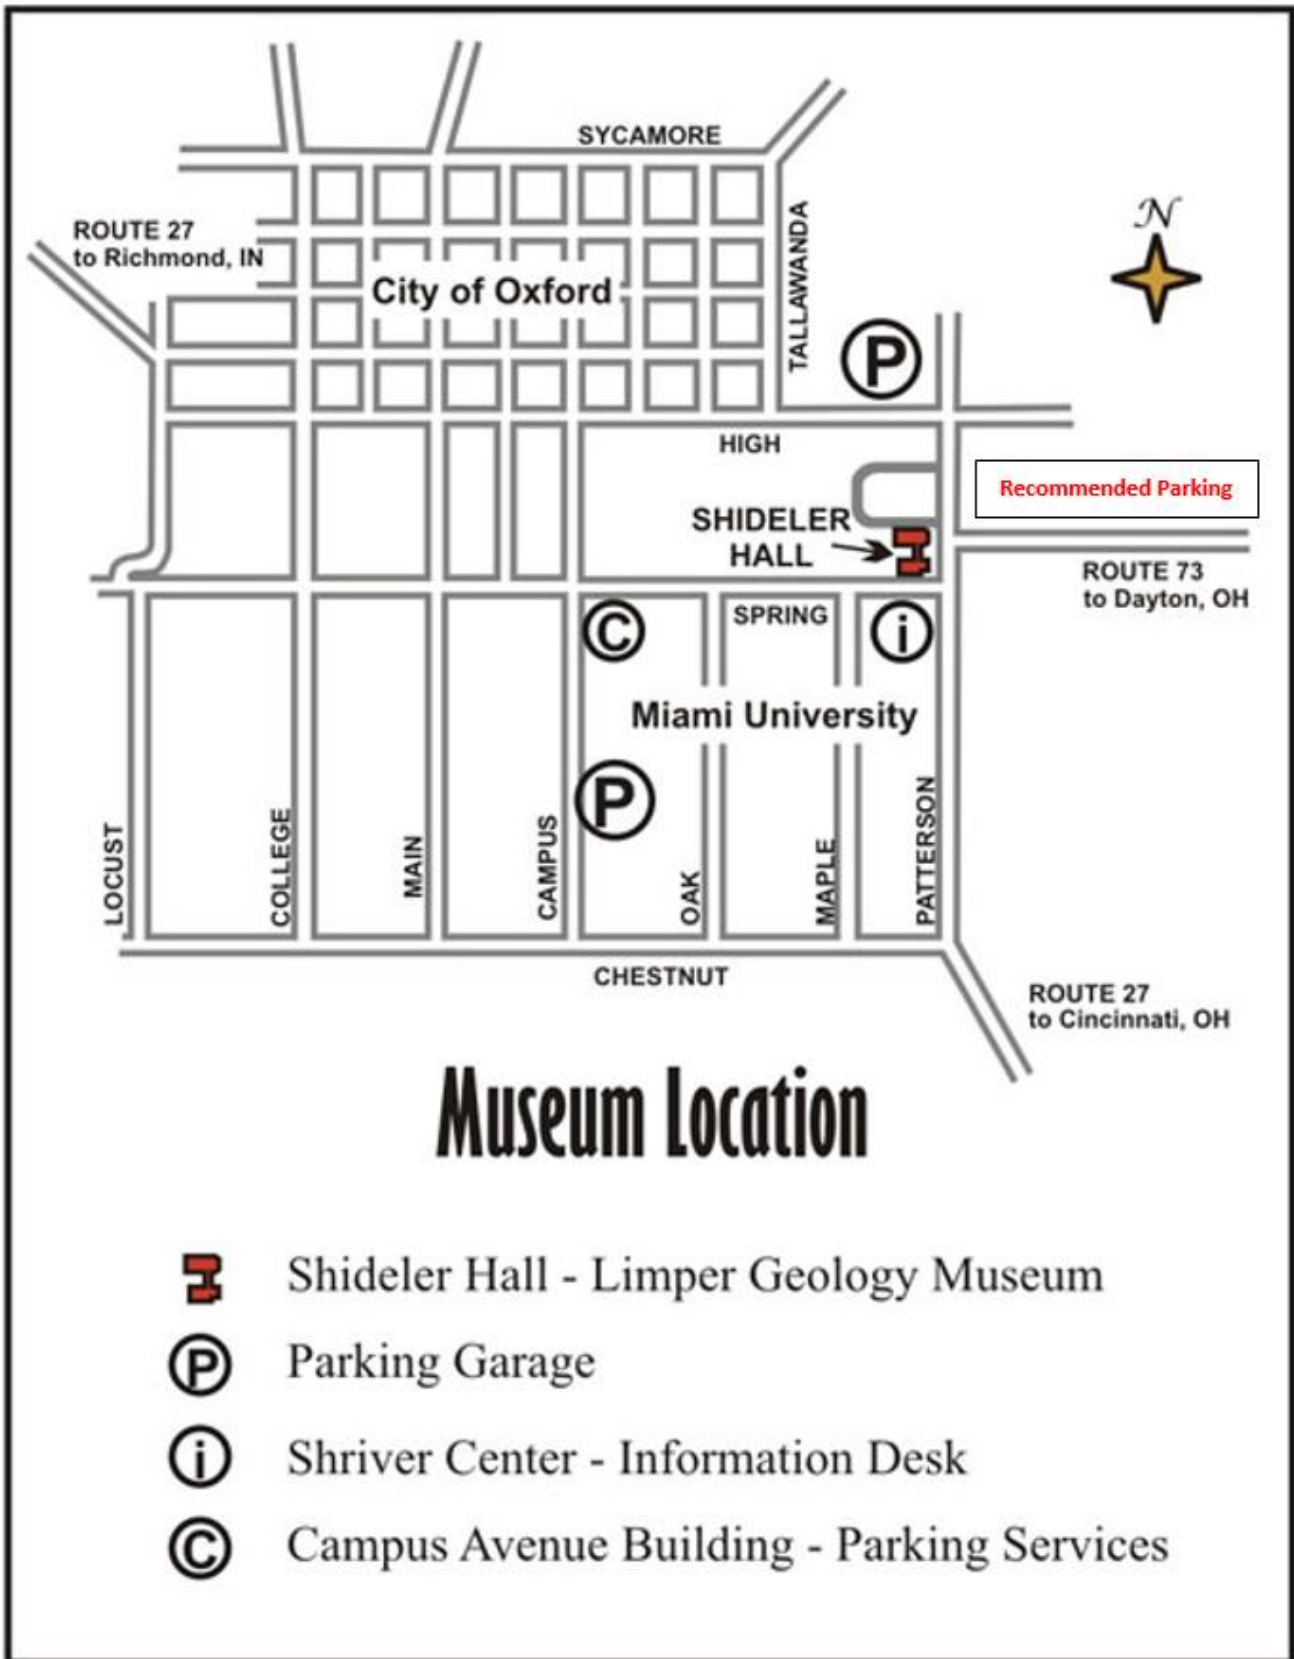 SYCAMORE
N
ROUTE 27
to Richmond, IN
TALLAWANDA
City of Oxford
P
HIGH
Recommended Parking
SHIDELER
HALL
ROUTE 73
to Dayton, OH
C
SPRING
i
Miami University
P
LOCUST
COLLEGE
MAIN
CAMPUS
OAK
MAPLE
PATTERSON
CHESTNUT
ROUTE 27
to Cincinnati, OH
Museum Location
Shideler Hall - Limper Geology Museum
P Parking Garage
i Shriver Center - Information Desk
C Campus Avenue Building - Parking Services